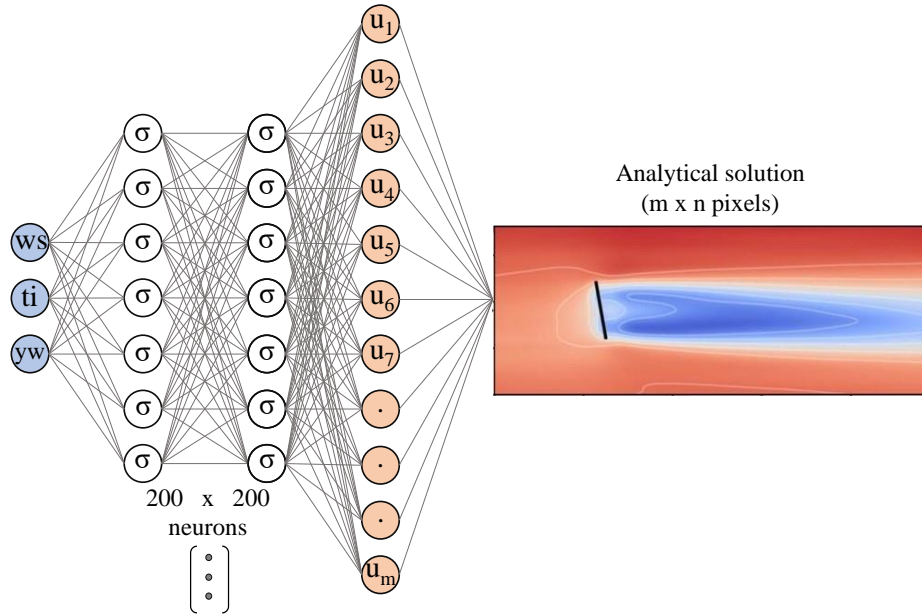 u1
u2
σ σ u3
σ σ u4
Analytical solution
(m x n pixels)
ws σ σ u5
ti σ σ u6
yw σ σ u7
σ σ .
σ σ .
200 x 200
neurons
.
um